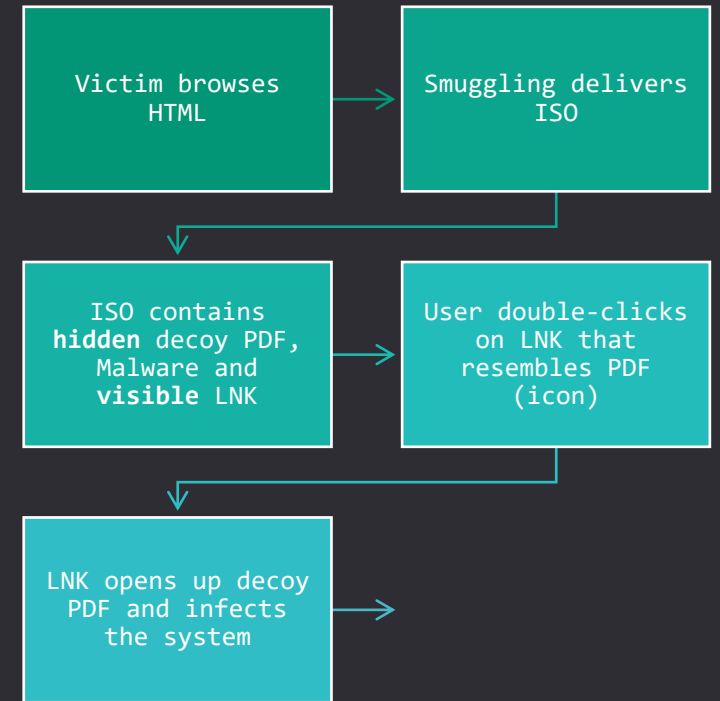 Victim browses
HTML
Smuggling delivers
ISO
ISO contains
hidden decoy PDF,
Malware and
visible LNK
User double-clicks
on LNK that
resembles PDF
(icon)
LNK opens up decoy
PDF and infects
the system